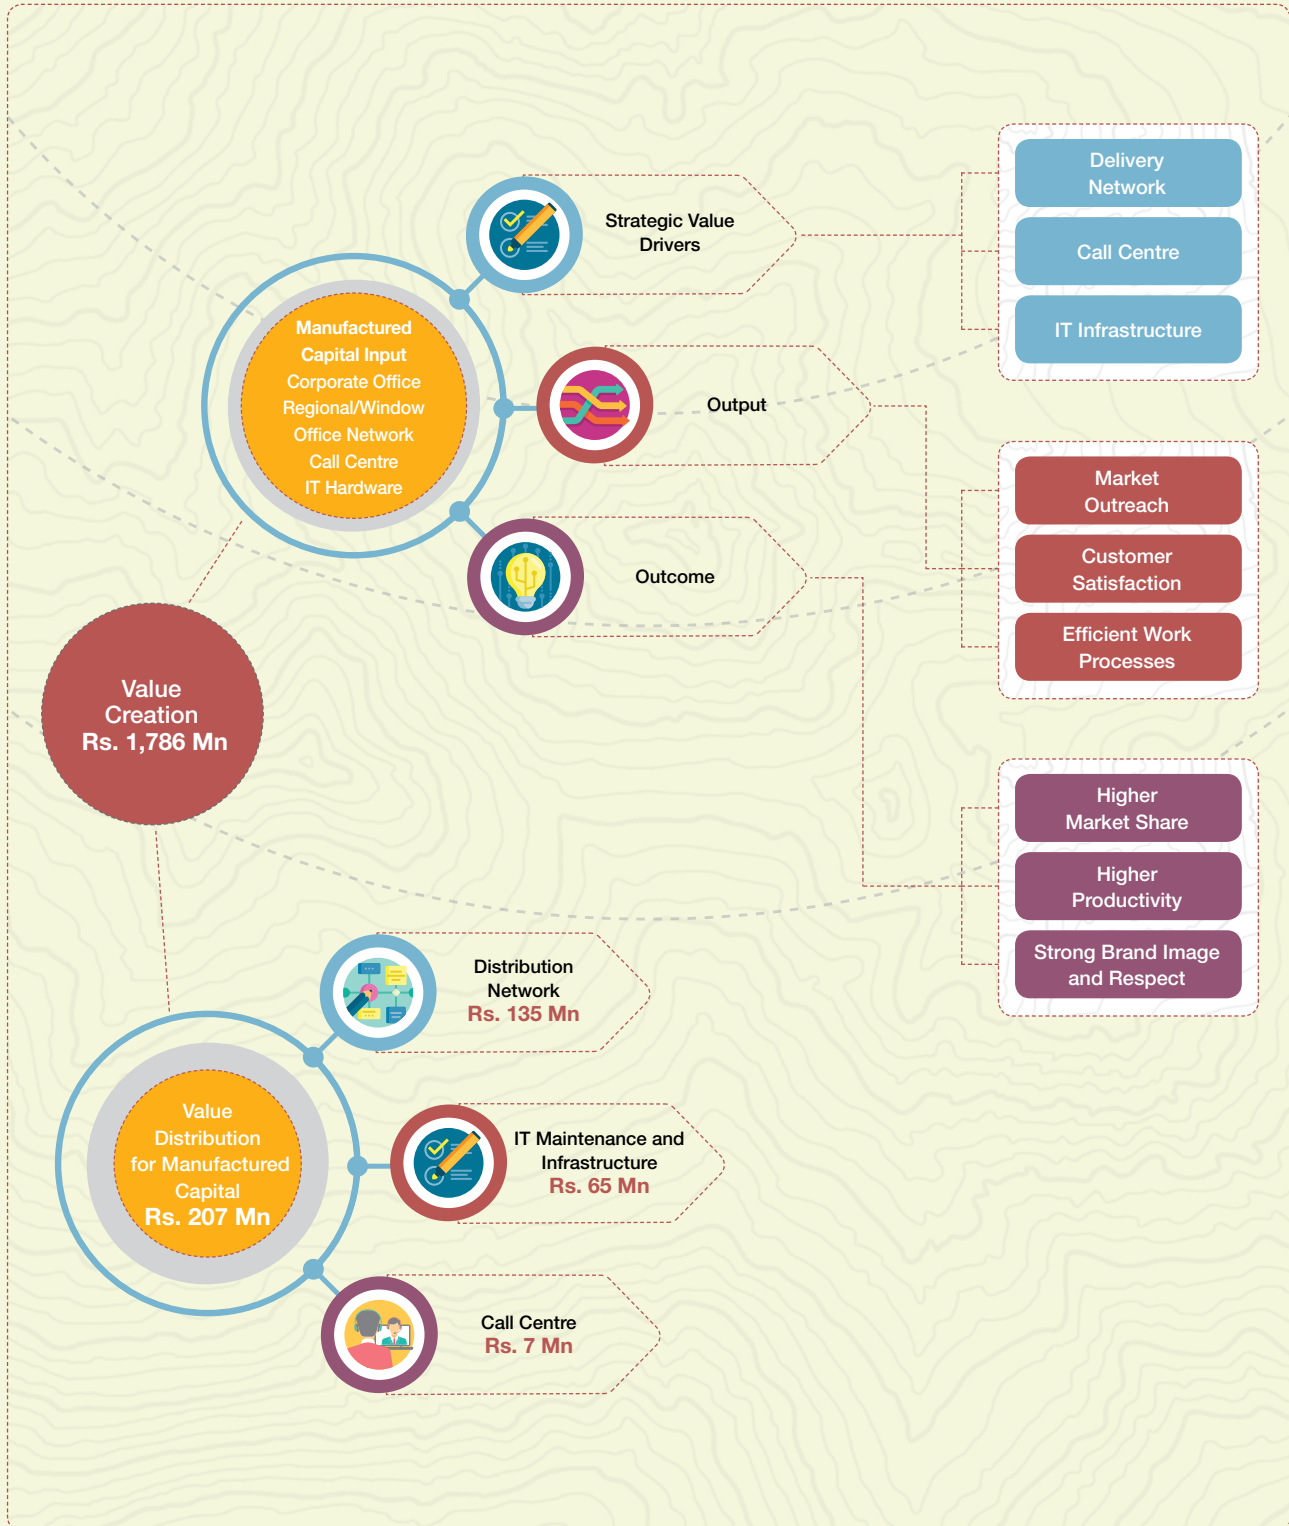 Delivery
Network
Call Centre
IT Infrastructure
Strategic Value
Drivers
Manufactured
Capital Input
Corporate Office
Regional/Window
Office Network
Call Centre
IT Hardware
Output
Market
Outreach
Customer
Satisfaction
Efficient Work
Processes
Outcome
Value
Creation
Rs. 1,786 Mn
Higher
Market Share
Higher
Productivity
Strong Brand Image
and Respect
Distribution
Network
Rs. 135 Mn
Value
Distribution
for Manufactured
Capital
Rs. 207 Mn
IT Maintenance and
Infrastructure
Rs. 65 Mn
Call Centre
Rs. 7 Mn